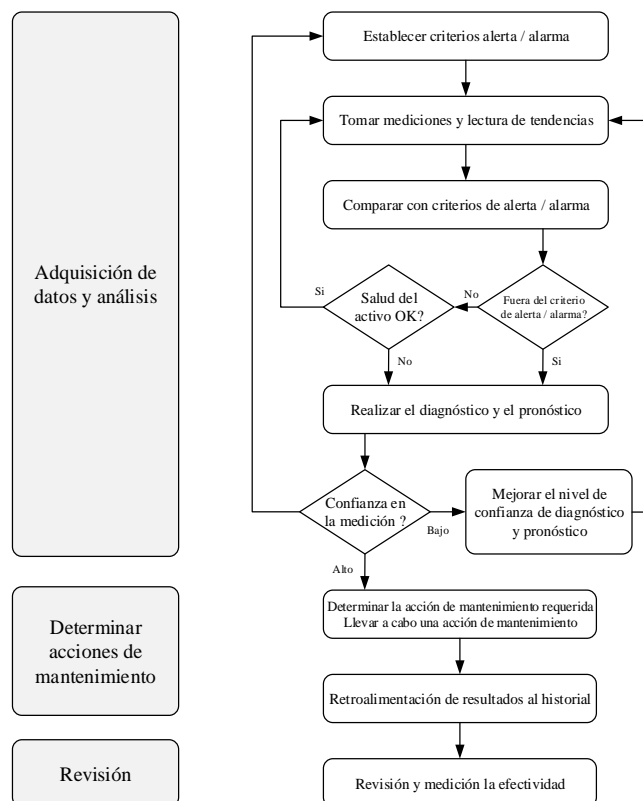 Establecer criterios alerta / alarma
Tomar mediciones y lectura de tendencias
Comparar con criterios de alerta / alarma
Adquisición de
datos y análisis
Si
Salud del
activo OK?
No
Fuera del criterio
de alerta / alarma?
No
Si
Realizar el diagnóstico y el pronóstico
Confianza en
la medición ?
Bajo
Mejorar el nivel de
confianza de diagnóstico
y pronóstico
Alto
Determinar
acciones de
mantenimiento
Determinar la acción de mantenimiento requerida
Llevar a cabo una acción de mantenimiento
Retroalimentación de resultados al historial
Revisión
Revisión y medición la efectividad